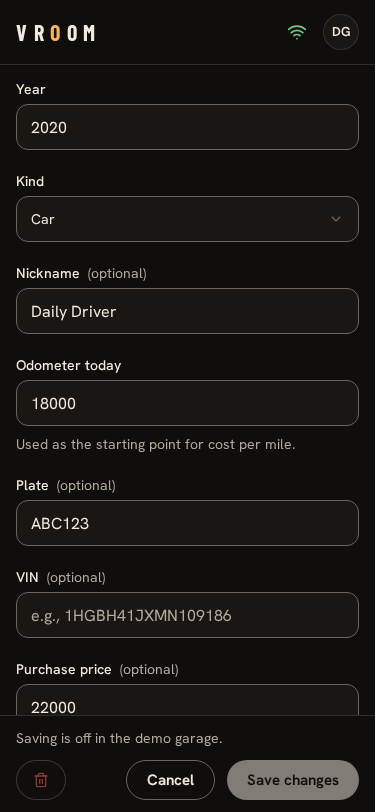 VROOM
DG
Year
2020
Kind
Car
Nickname (optional)
Daily Driver
Odometer today
18000
Used as the starting point for cost per mile.
Plate (optional)
ABC123
VIN (optional)
e.g., 1HGBH41JXMN109186
Purchase price (optional)
22000
Saving is off in the demo garage.
Cancel
Save changes